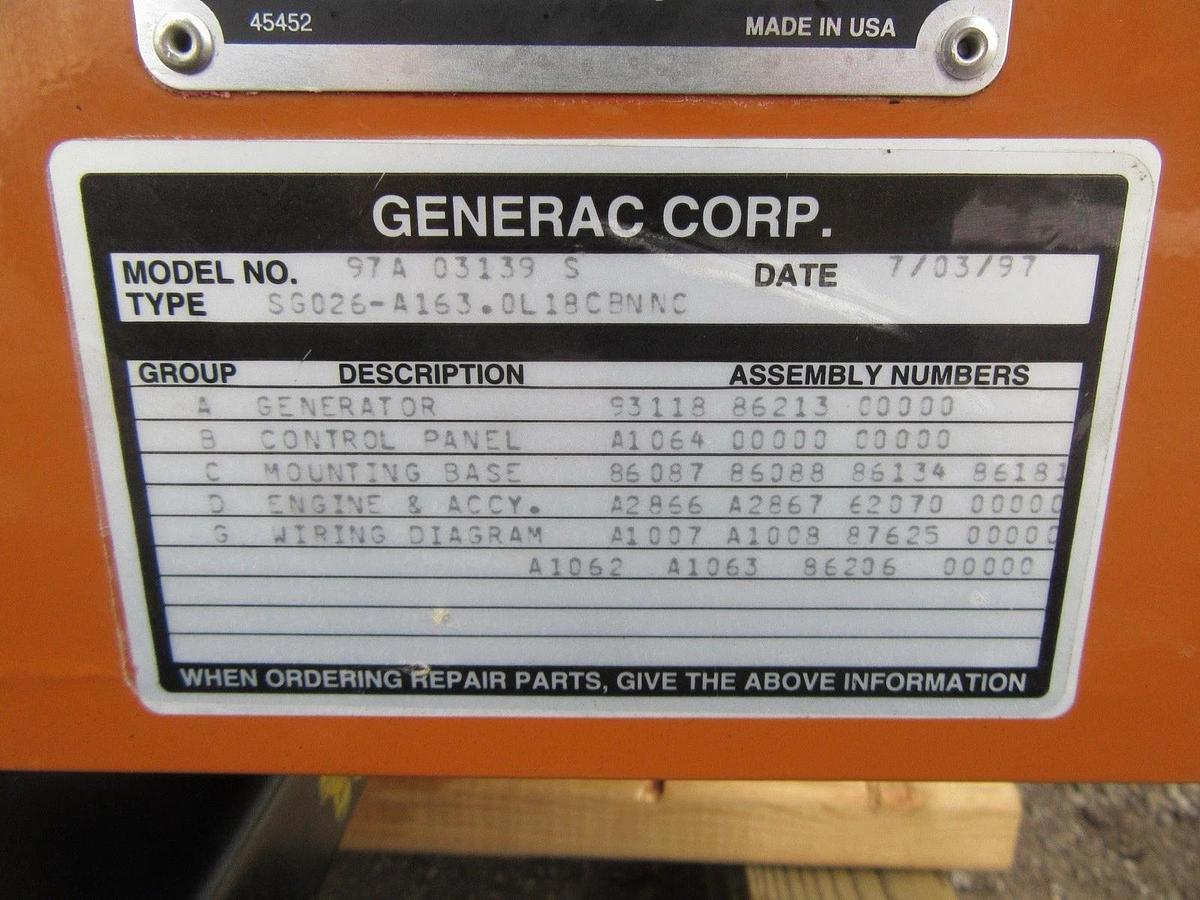 45452 MADE IN USA
GENERAC CORP.
MODEL NO. 97A 03139 S DATE 7/03/97
TYPE SG026-A163.0L18CBNNC
GROUP DESCRIPTION ASSEMBLY NUMBERS
A GENERATOR 93118 86213 00000
B CONTROL PANEL A1064 00000 00000
C MOUNTING BASE 86087 86088 86134 86181
D ENGINE & ACCY. A2866 A2867 62070 00000
G WIRING DIAGRAM A1007 A1008 87625 00000
A1062 A1063 86206 00000
WHEN ORDERING REPAIR PARTS, GIVE THE ABOVE INFORMATION